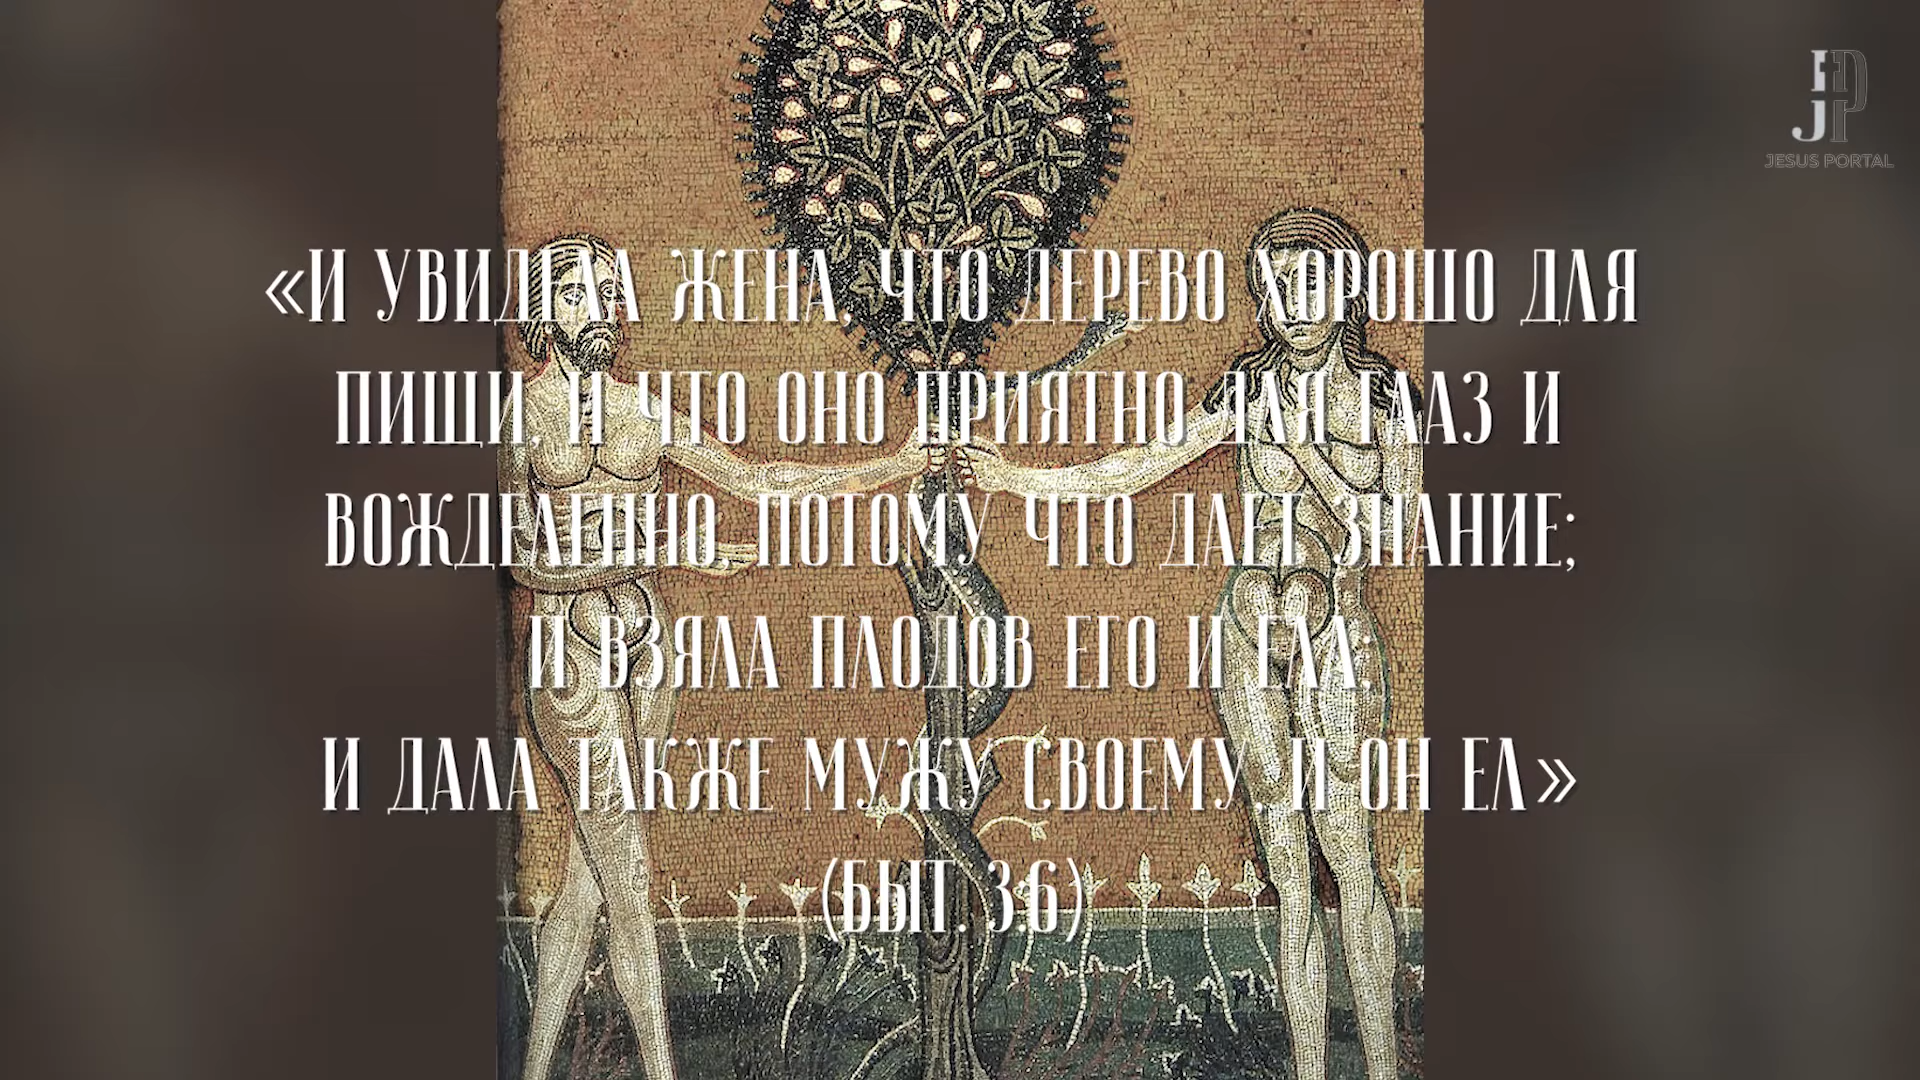 JESUS PORTAL
«И УВИДЕЛА ЖЕНА, ЧТО ДЕРЕВО ХОРОШО ДЛЯ
ПИЩИ, И ЧТО ОНО ПРИЯТНО ДЛЯ ГЛАЗ И
ВОЖДЕЛЕННО, ПОТОМУ ЧТО ДАЕТ ЗНАНИЕ;
И ВЗЯЛА ПЛОДОВ ЕГО И ЕЛА;
И ДАЛА ТАКЖЕ МУЖУ СВОЕМУ, И ОН ЕЛ»
(БЫТ. 3:6)